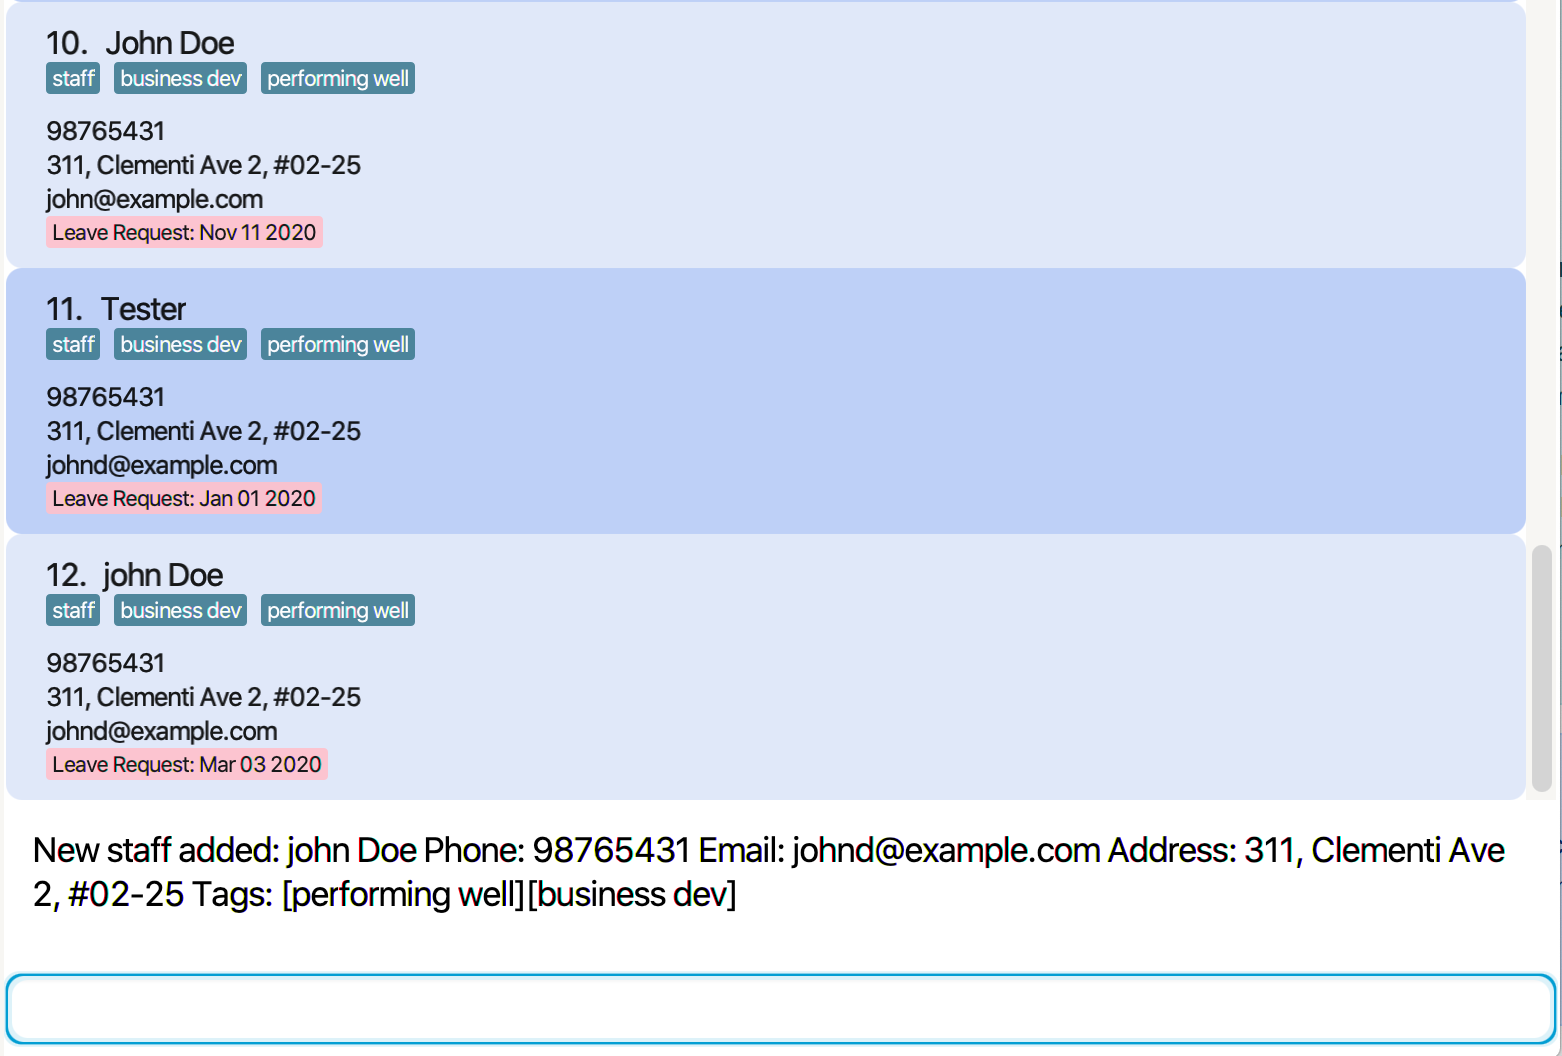 10. John Doe
staff business dev performing well
98765431
311, Clementi Ave 2, #02-25
john@example.com
Leave Request: Nov 11 2020
11. Tester
staff business dev performing well
98765431
311, Clementi Ave 2, #02-25
johnd@example.com
Leave Request: Jan 01 2020
12. john Doe
staff business dev performing well
98765431
311, Clementi Ave 2, #02-25
johnd@example.com
Leave Request: Mar 03 2020
New staff added: john Doe Phone: 98765431 Email: johnd@example.com Address: 311, Clementi Ave
2, #02-25 Tags: [performing well][business dev]